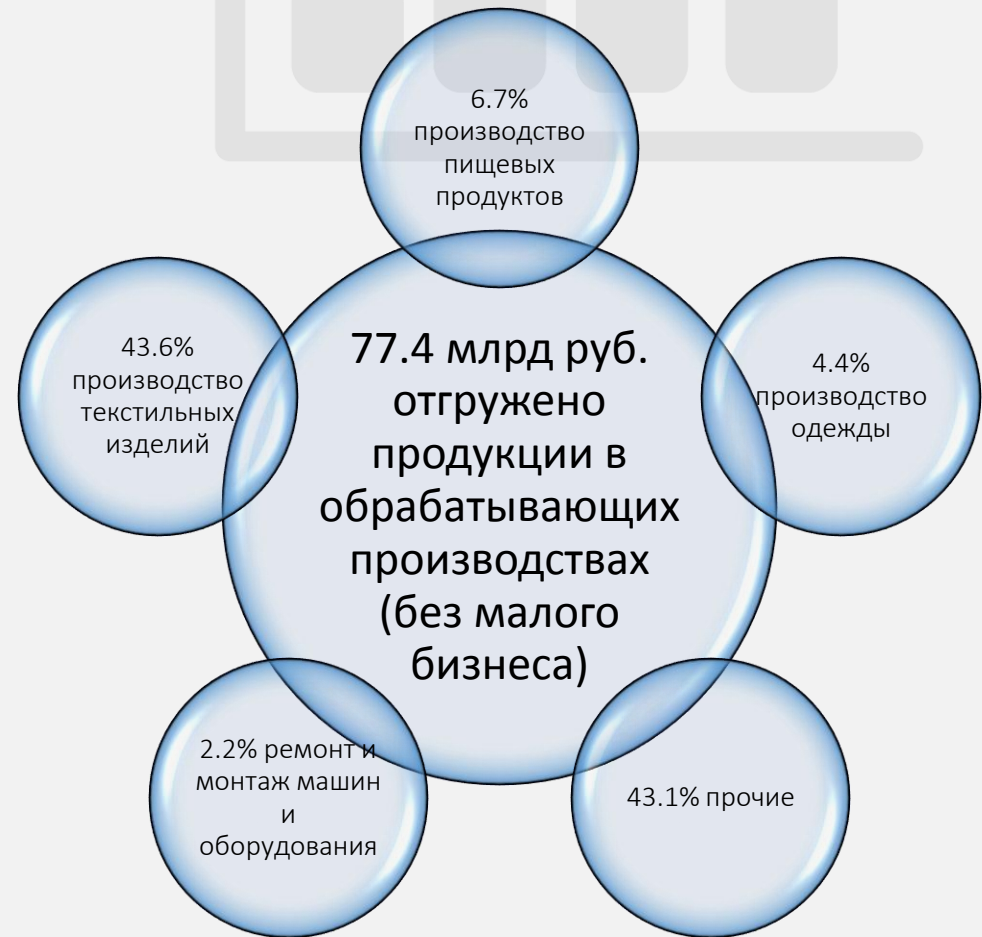 6.7%
производство
пищевых
продуктов
43.6%
производство
текстильных
изделий
77.4 млрд руб.
отгружено
продукции в
обрабатывающих
производствах
(без малого
бизнеса)
4.4%
производство
одежды
2.2% ремонт и
монтаж машин
и
оборудования
43.1% прочие